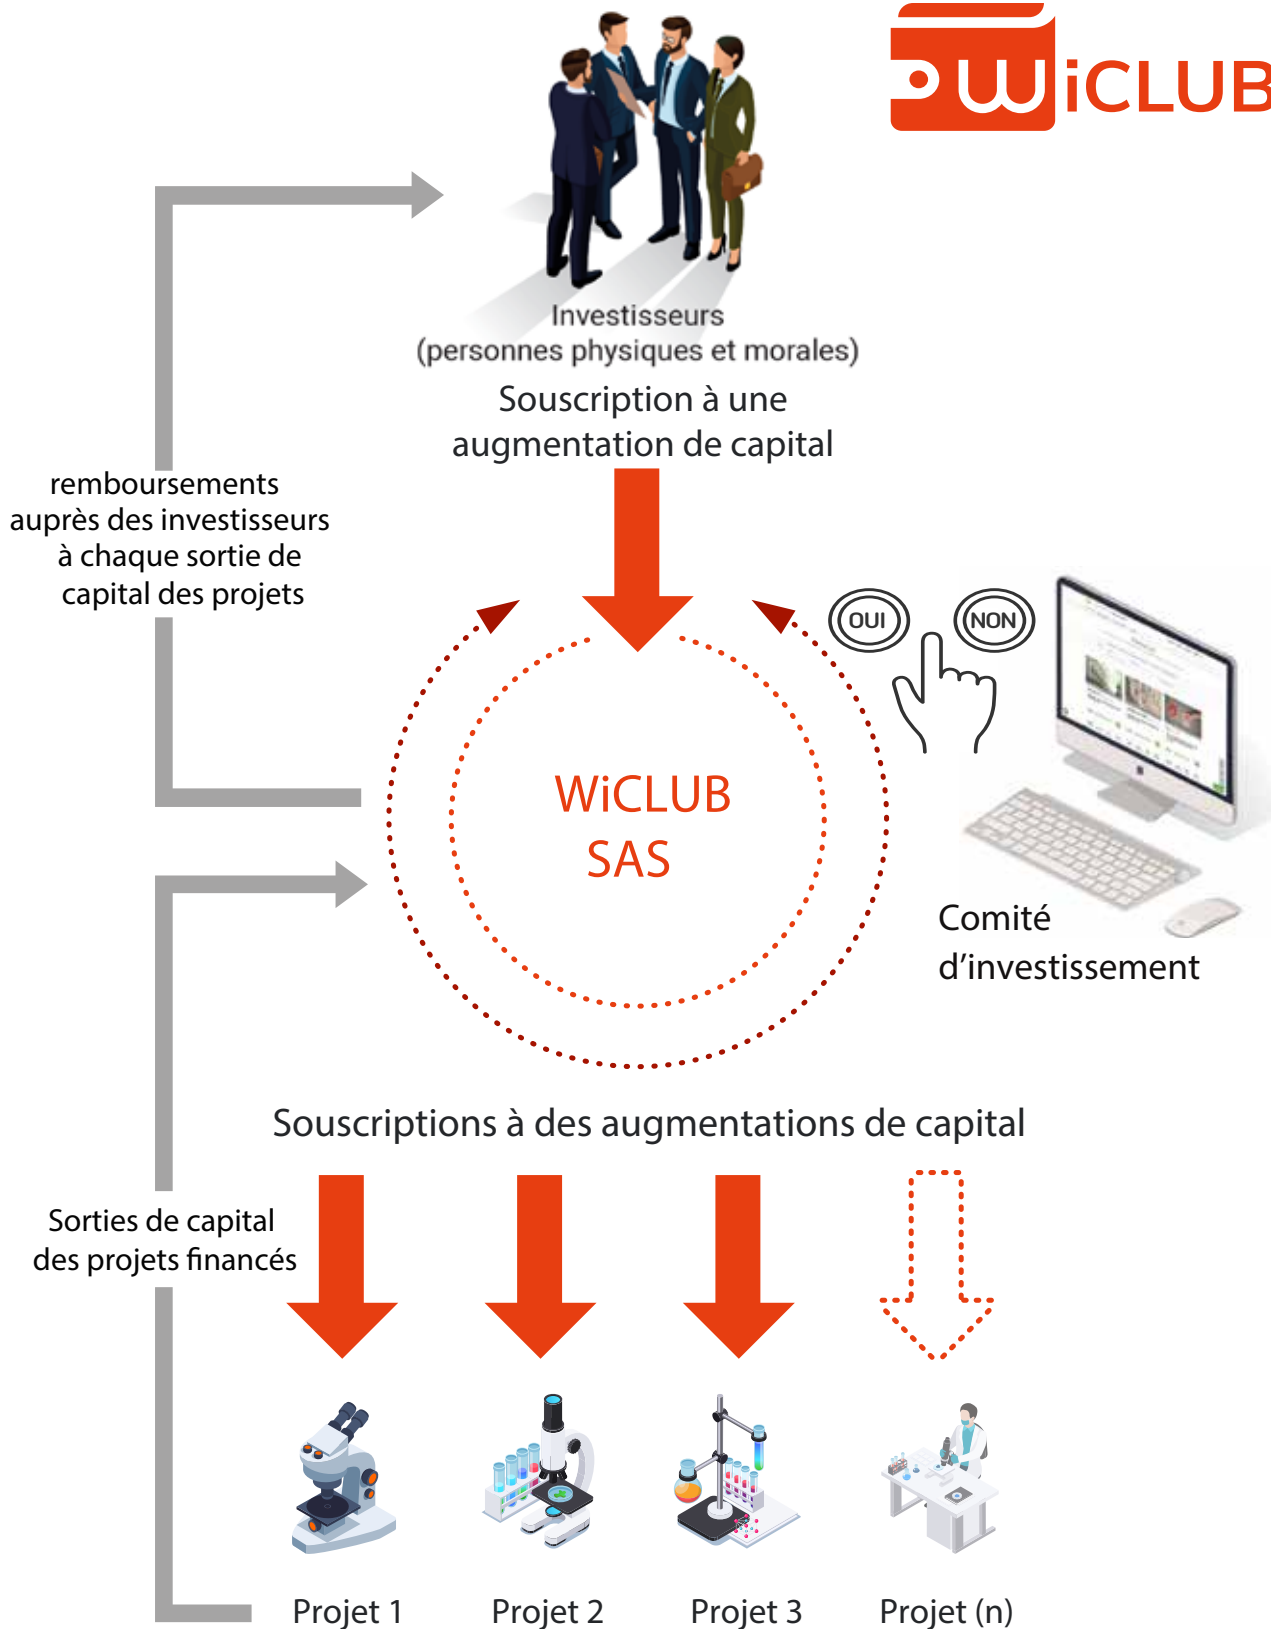 WiCLUB
Investisseurs
(personnes physiques et morales)
Souscription à une
augmentation de capital
remboursements
auprès des investisseurs
à chaque sortie de
capital des projets
OUI
NON
WiCLUB
SAS
Comité
d’investissement
Souscriptions à des augmentations de capital
Sorties de capital
des projets financés
Projet 1
Projet 2
Projet 3
Projet (n)